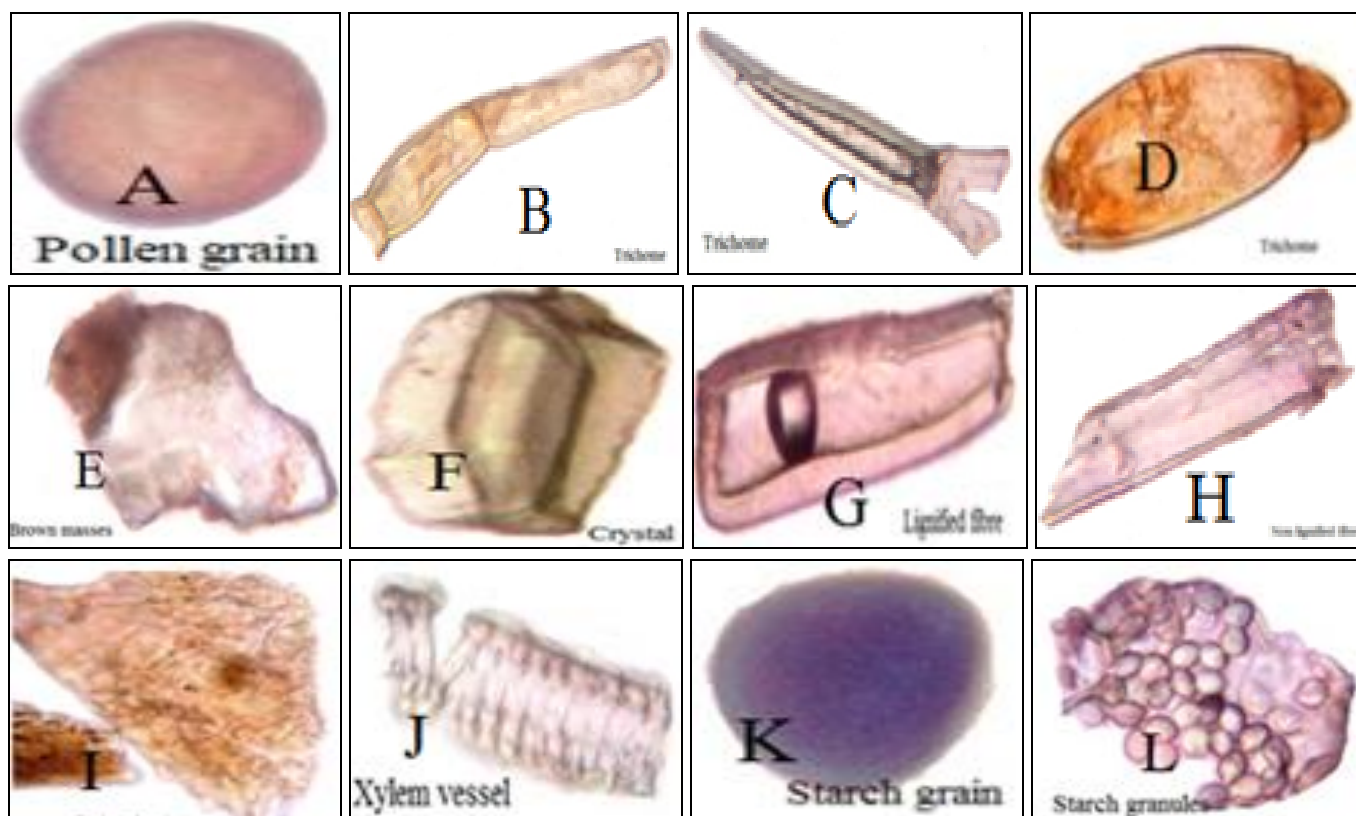 A
Pollen grain
B
Trichome
C
Trichome
D
Trichome
E
Brown masses
F
Crystal
G
Lignified fibre
H
I
J
Xylem vessel
K
Starch grain
L
Starch granules